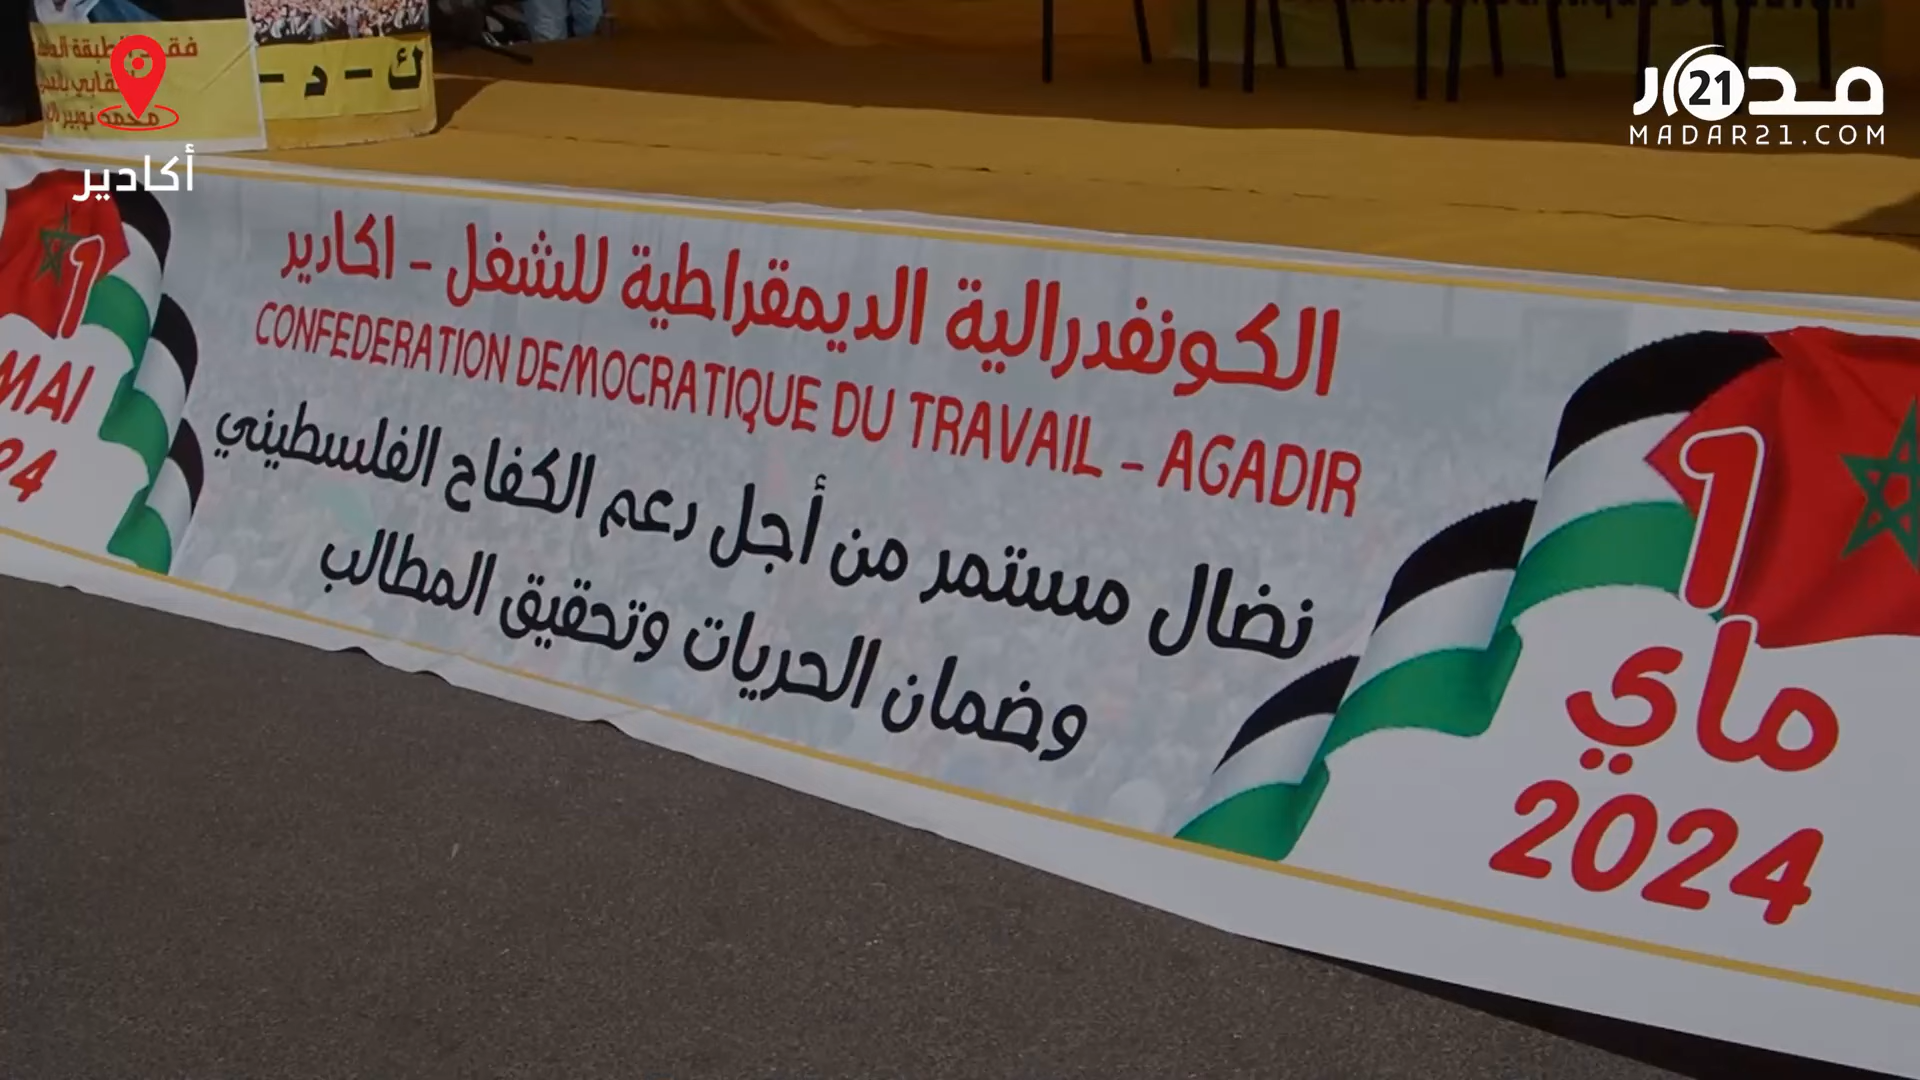 مدار 21
MADAR21.COM
أكادير
ك - د -
الكونفدرالية الديمقراطية للشغل - اكادير
CONFEDERATION DEMOCRATIQUE DU TRAVAIL - AGADIR
نضال مستمر من أجل دعم الكفاح الفلسطيني
وضمان الحريات وتحقيق المطالب
1
ماي
2024
1
MAI
24